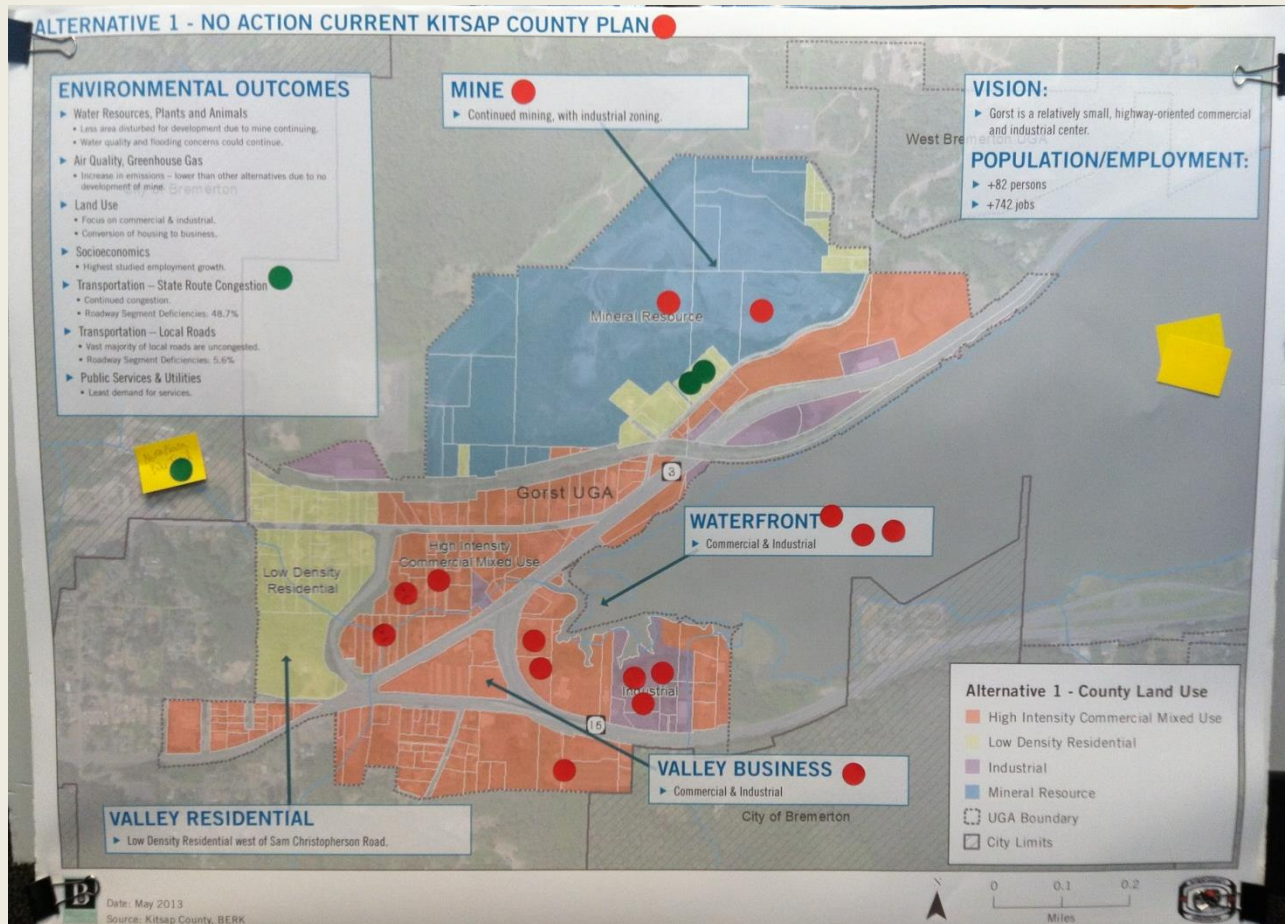 ALTERNATIVE 1 - NO ACTION CURRENT KITSAP COUNTY PLAN
ENVIRONMENTAL OUTCOMES
Water Resources, Plants and Animals
• Less area disturbed for development due to mine continuing.
• Water quality and flooding concerns could continue.
Air Quality, Greenhouse Gas
• Increase in emissions – lower than other alternatives due to no
development of mine.
Land Use
• Focus on commercial & industrial.
• Conversion of housing to business.
Socioeconomics
• Highest studied employment growth.
Transportation – State Route Congestion
• Continued congestion.
• Roadway Segment Deficiencies: 48.7%
Transportation – Local Roads
• Vast majority of local roads are uncongested.
• Roadway Segment Deficiencies: 5.6%
Public Services & Utilities
• Least demand for services.
MINE
Continued mining, with industrial zoning.
VISION:
Gorst is a relatively small, highway-oriented commercial
and industrial center.
POPULATION/EMPLOYMENT:
+82 persons
+742 jobs
West Bremerton UGA
City of Bremerton
Mineral Resource
3
Gorst UGA
WATERFRONT
Commercial & Industrial
High Intensity
Commercial Mixed Use
Low Density
Residential
Industrial
16
VALLEY BUSINESS
Commercial & Industrial
City of Bremerton
VALLEY RESIDENTIAL
Low Density Residential west of Sam Christopherson Road.
Alternative 1 - County Land Use
High Intensity Commercial Mixed Use
Low Density Residential
Industrial
Mineral Resource
UGA Boundary
City Limits
B
Date: May 2013
Source: Kitsap County, BERK
N
0 0.1 0.2
Miles